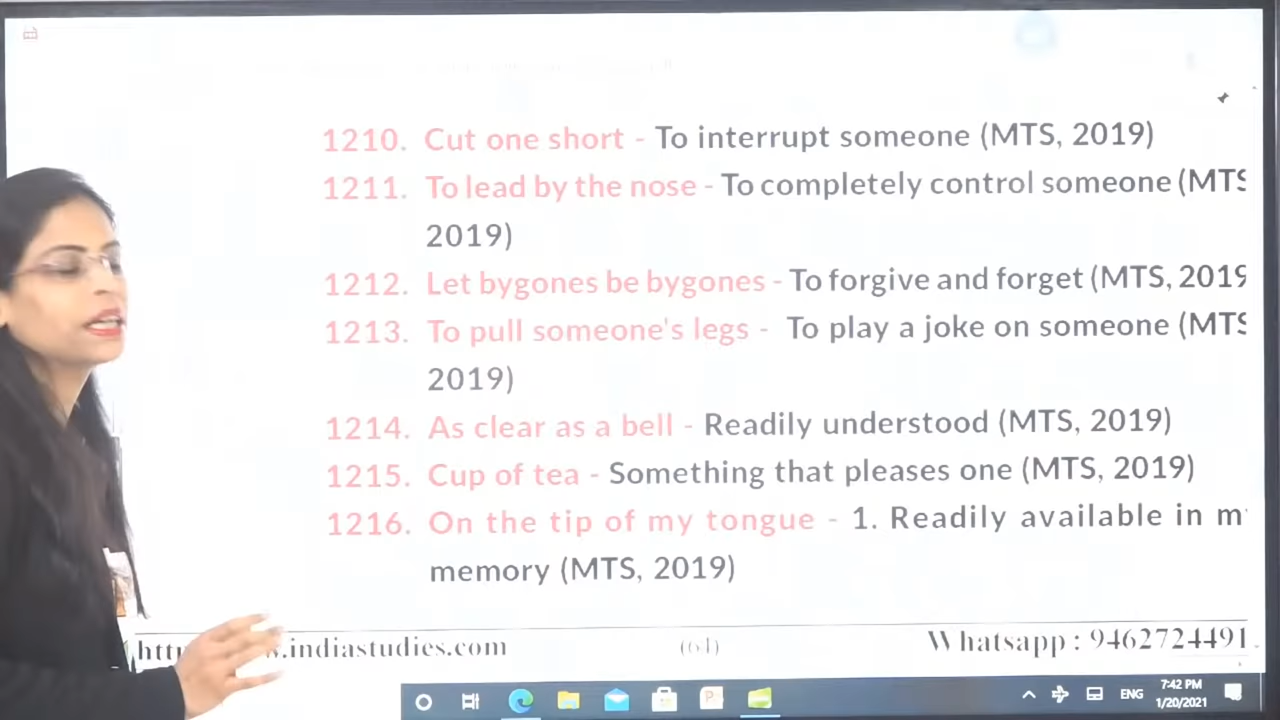 1210. Cut one short - To interrupt someone (MTS, 2019)
1211. To lead by the nose - To completely control someone (MTS
2019)
1212. Let bygones be bygones - To forgive and forget (MTS, 2019
1213. To pull someone's legs - To play a joke on someone (MTS
2019)
1214. As clear as a bell - Readily understood (MTS, 2019)
1215. Cup of tea - Something that pleases one (MTS, 2019)
1216. On the tip of my tongue - 1. Readily available in
memory (MTS, 2019)
.indiastudies.com (64) Whatsapp : 9462724491
ENG 7:42 PM
1/20/2021